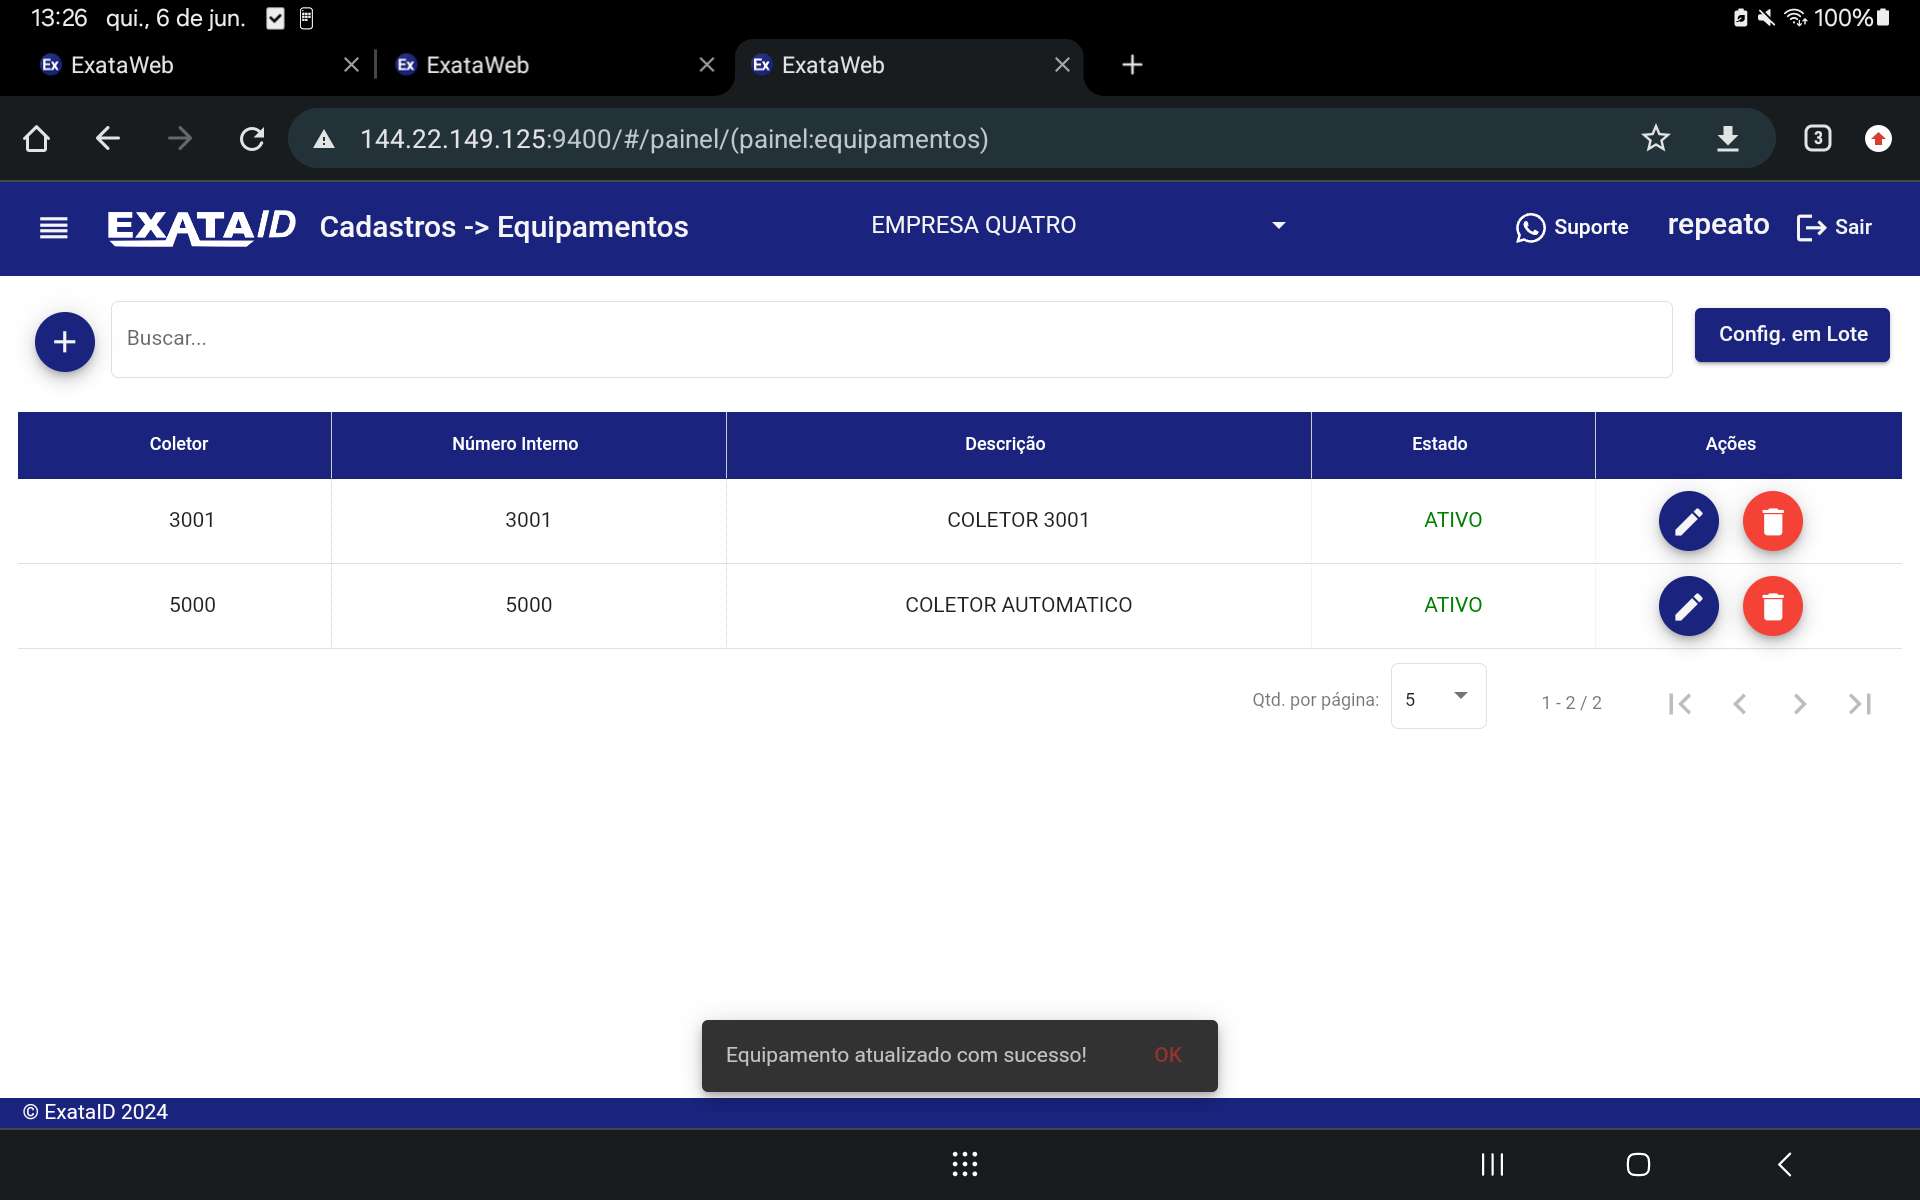 13:26 qui., 6 de jun. 100%
Ex ExataWeb Ex ExataWeb Ex ExataWeb
144.22.149.125:9400/#/painel/(painel:equipamentos) 3
EXATAID Cadastros -> Equipamentos EMPRESA QUATRO Suporte repeato Sair
Buscar... Config. em Lote
Coletor Número Interno Descrição Estado Ações
3001 3001 COLETOR 3001 ATIVO
5000 5000 COLETOR AUTOMATICO ATIVO
Qtd. por página: 5 1 - 2 / 2
Equipamento atualizado com sucesso! OK
© ExataID 2024